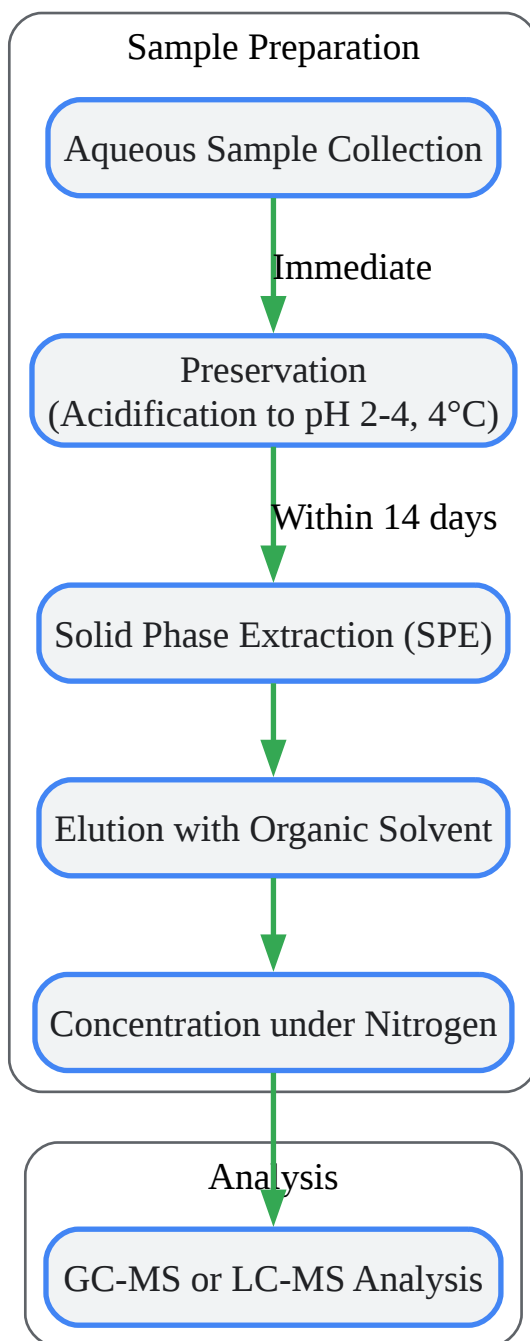 Sample Preparation
Aqueous Sample Collection
Immediate
Preservation
(Acidification to pH 2-4, 4°C)
Within 14 days
Solid Phase Extraction (SPE)
Elution with Organic Solvent
Concentration under Nitrogen
Analysis
GC-MS or LC-MS Analysis